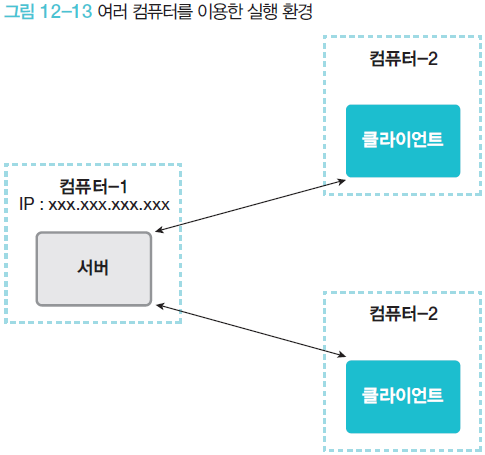 그림 12-13 여러 컴퓨터를 이용한 실행 환경
컴퓨터-2
클라이언트
컴퓨터-1
IP : xxx.xxx.xxx.xxx
서버
컴퓨터-2
클라이언트